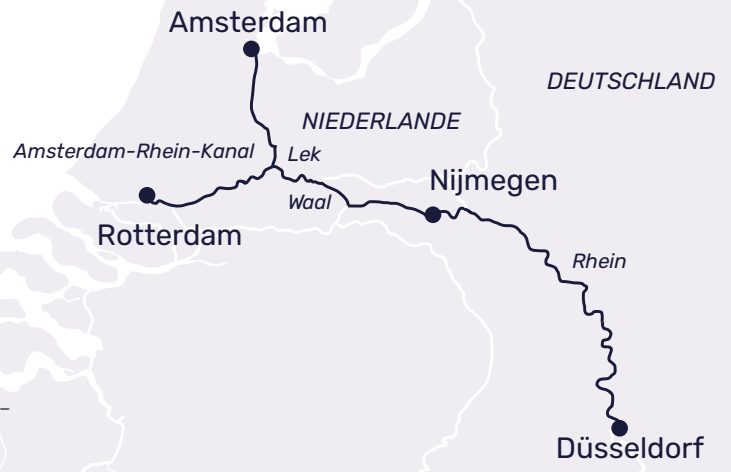 Amsterdam
DEUTSCHLAND
NIEDERLANDE
Amsterdam-Rhein-Kanal
Lek
Nijmegen
Waal
Rotterdam
Rhein
Düsseldorf